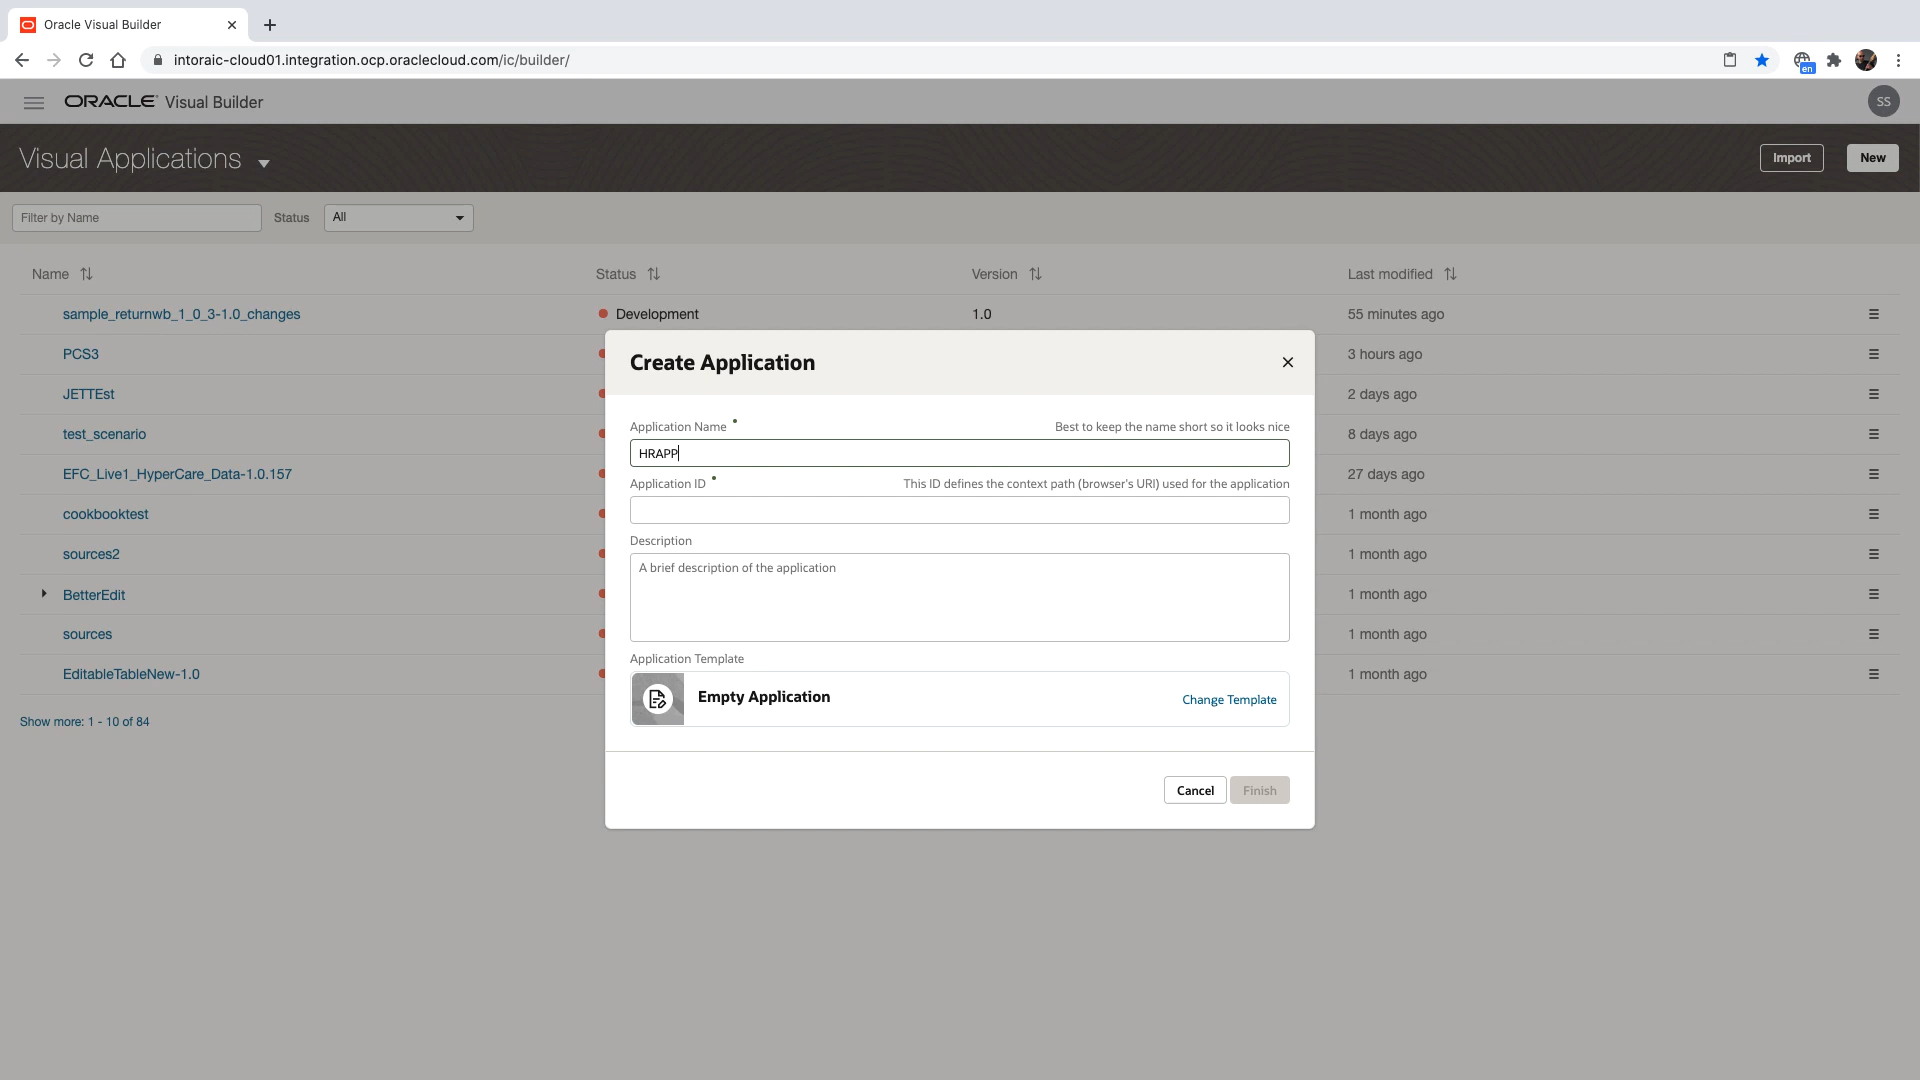 Oracle Visual Builder
intoraic-cloud01.integration.ocp.oraclecloud.com/ic/builder/
en
ORACLE Visual Builder
SS
Visual Applications
Import
New
Filter by Name
Status
All
Name
Status
Version
Last modified
sample_returnwb_1_0_3-1.0_changes
Development
1.0
55 minutes ago
PCS3
3 hours ago
JETTEst
2 days ago
test_scenario
8 days ago
EFC_Live1_HyperCare_Data-1.0.157
27 days ago
cookbooktest
1 month ago
sources2
1 month ago
BetterEdit
1 month ago
sources
1 month ago
EditableTableNew-1.0
1 month ago
Show more: 1 - 10 of 84
Create Application
Application Name
Best to keep the name short so it looks nice
HRAPP
Application ID
This ID defines the context path (browser's URI) used for the application
Description
A brief description of the application
Application Template
Empty Application
Change Template
Cancel
Finish